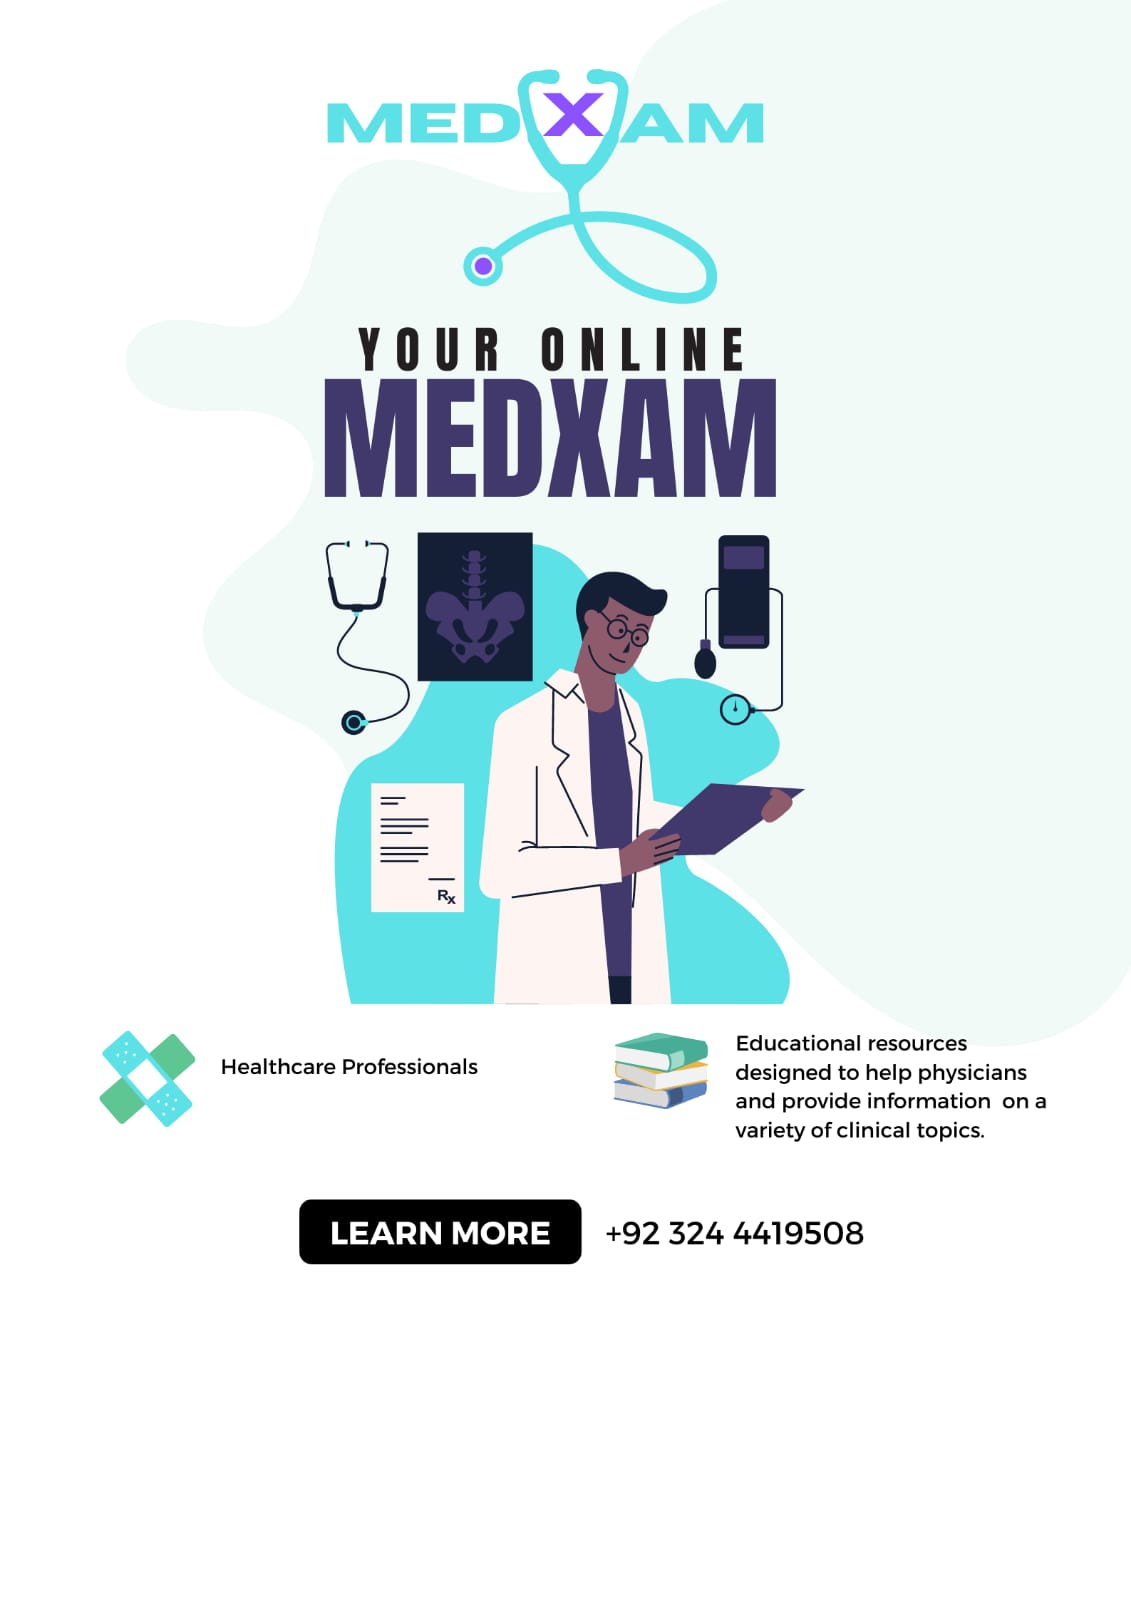 MEDXAM
YOUR ONLINE
MEDXAM
Rx
Healthcare Professionals
Educational resources
designed to help physicians
and provide information on a
variety of clinical topics.
LEARN MORE
+92 324 4419508